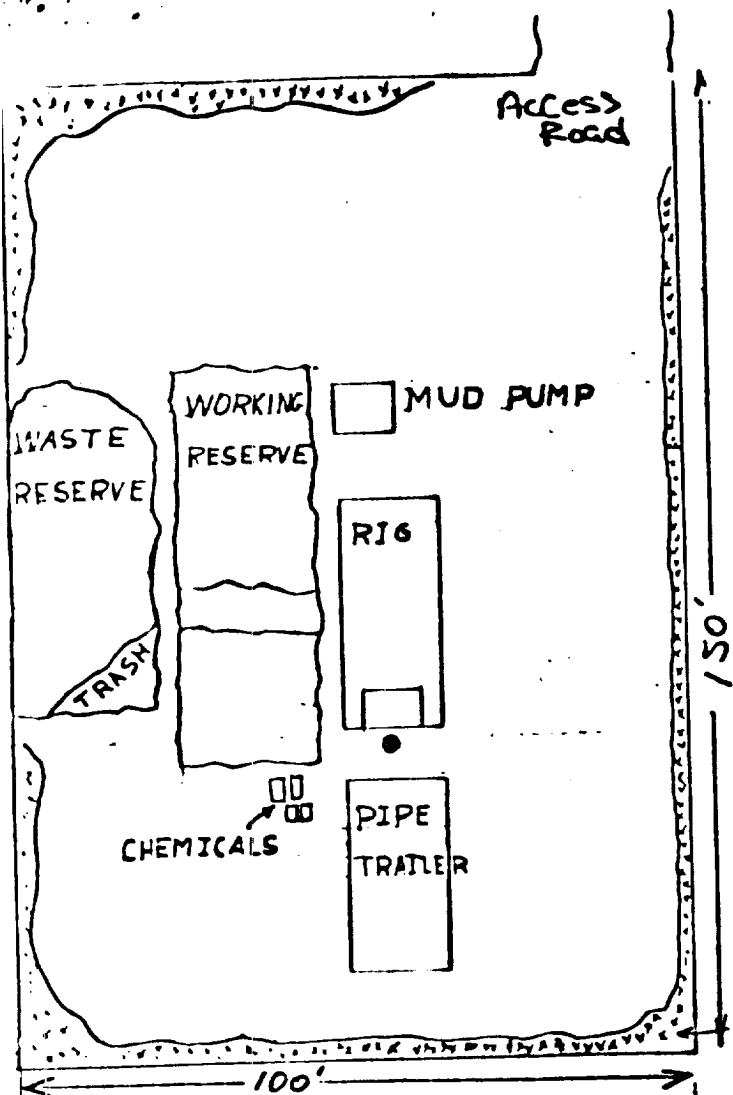 Access
Road
WORKING
RESERVE
MUD PUMP
WASTE
RESERVE
RIG
TRASH
150'
CHEMICALS
PIPE
TRAILER
100'